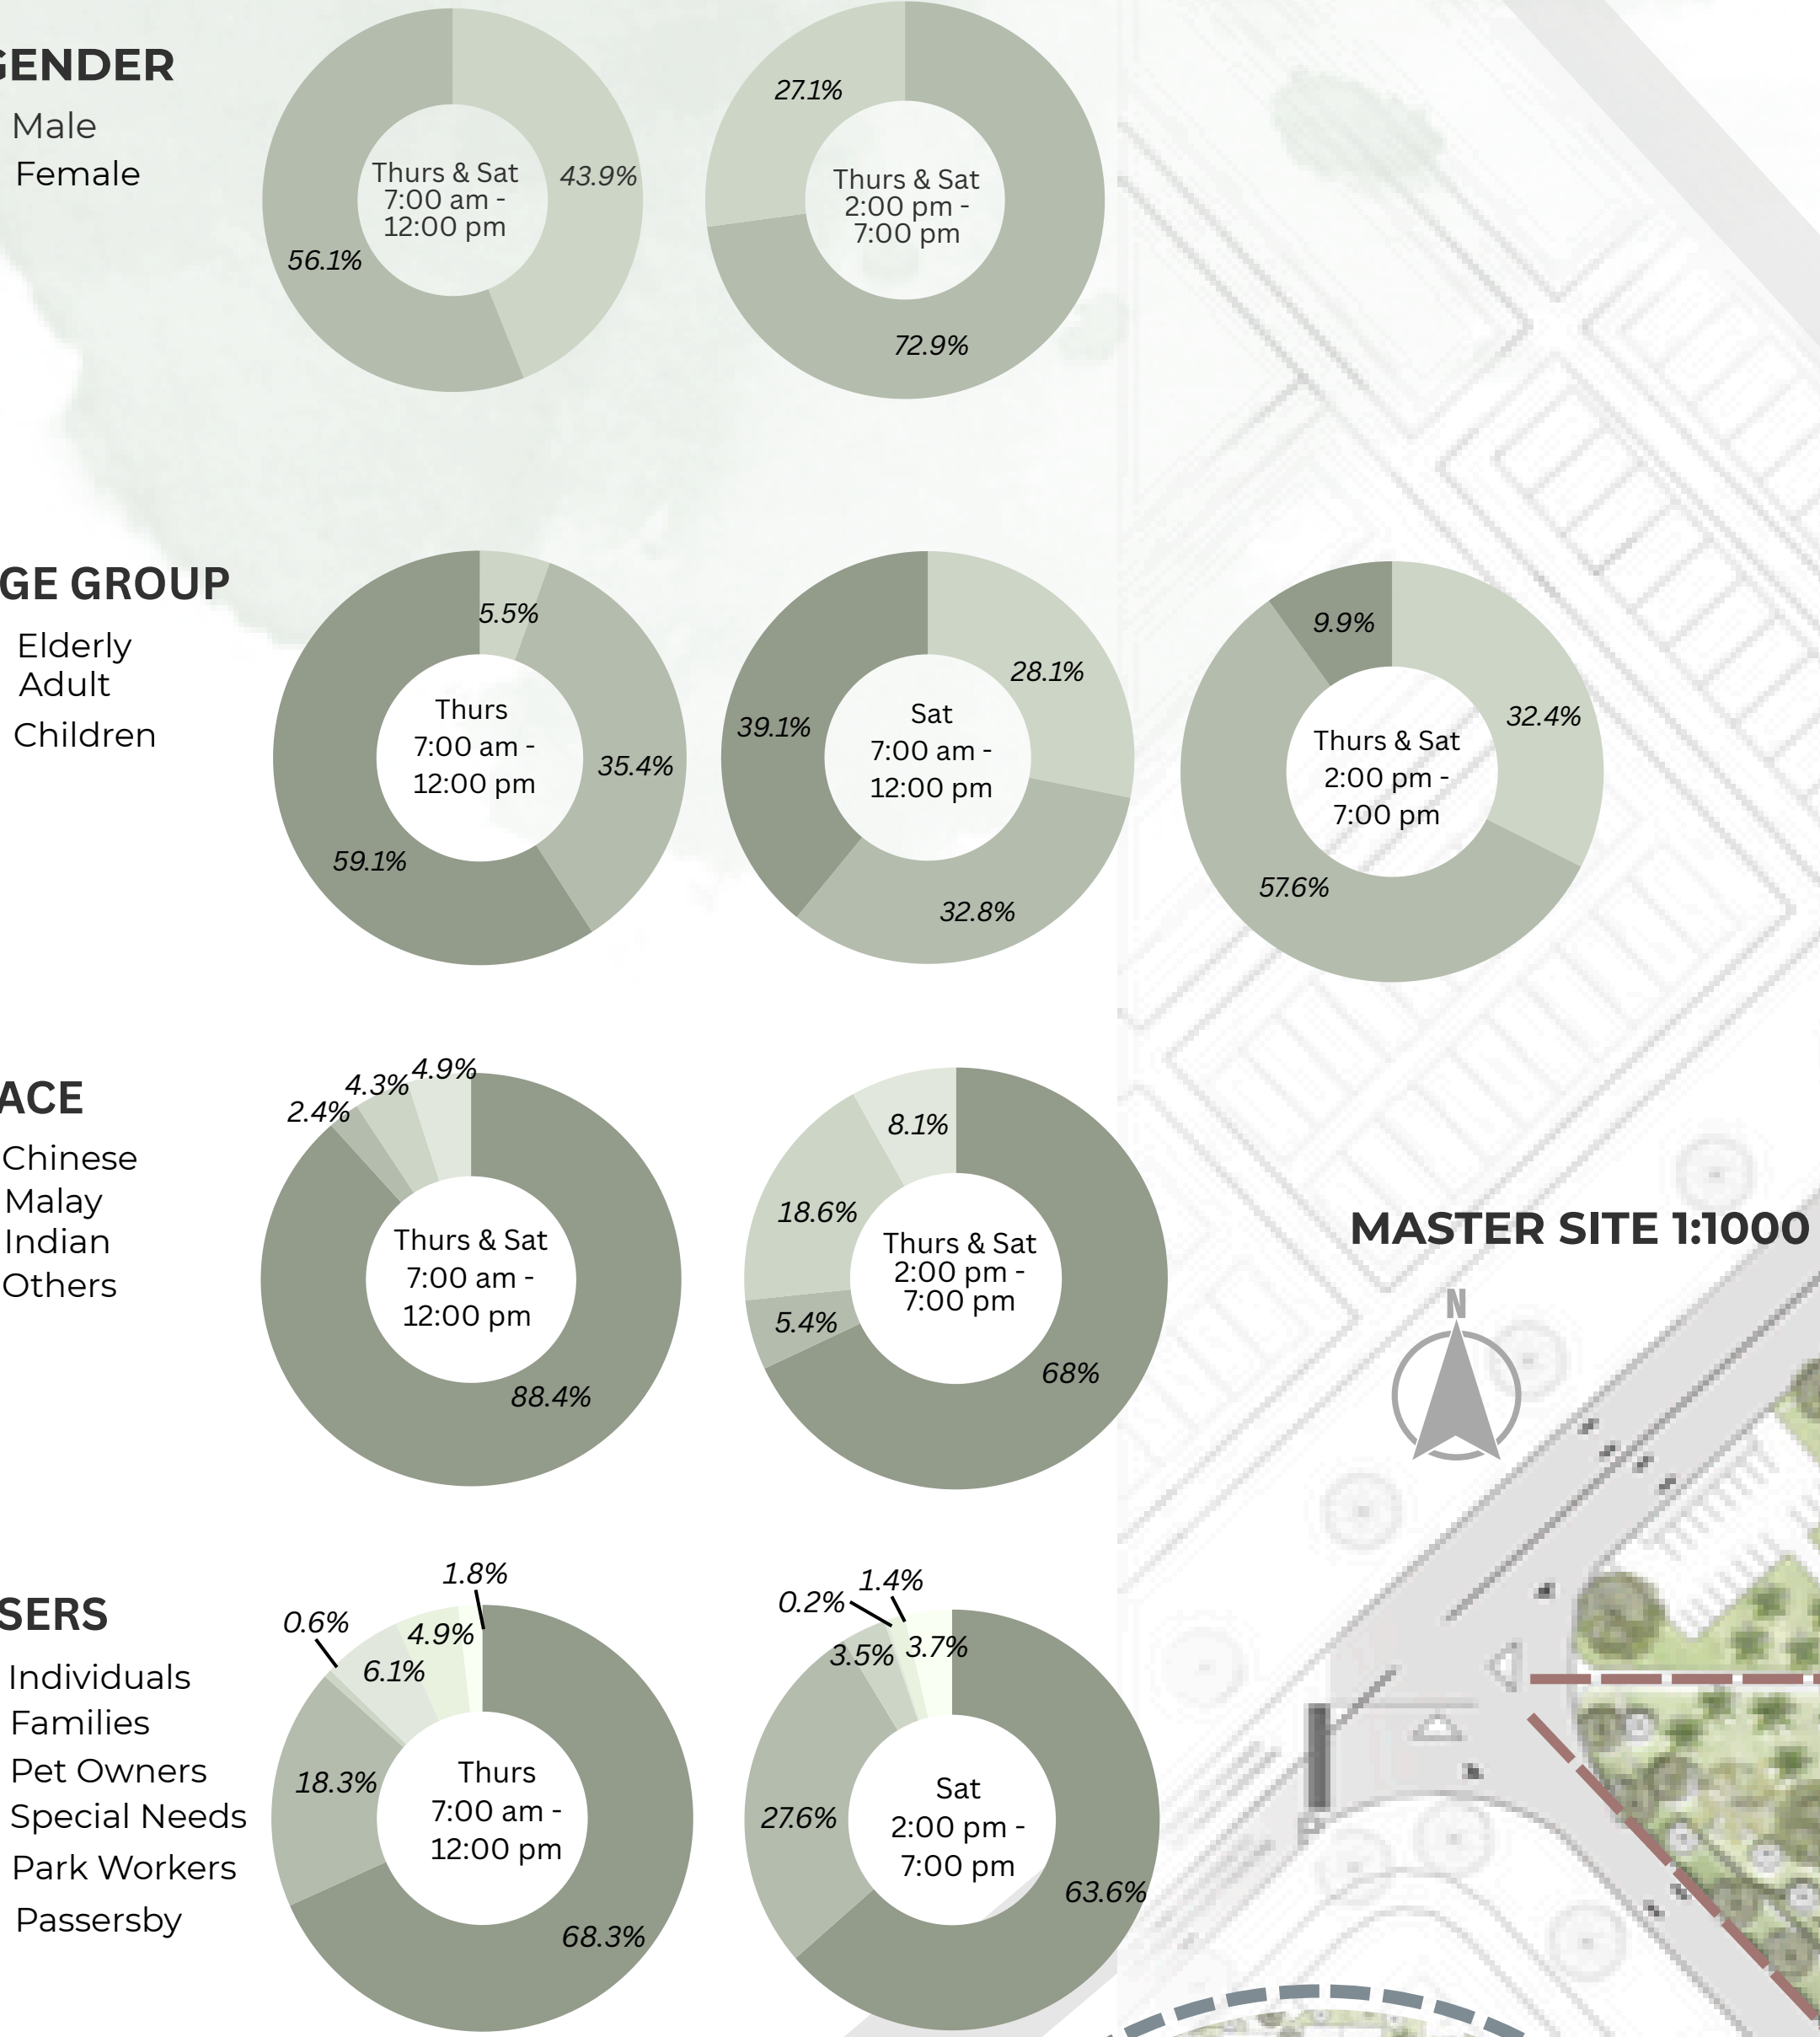 GENDER
Male
Female
56.1%
43.9%
Thurs & Sat
7:00 am -
12:00 pm
27.1%
72.9%
Thurs & Sat
2:00 pm -
7:00 pm
GE GROUP
Elderly
Adult
Children
5.5%
35.4%
59.1%
Thurs
7:00 am -
12:00 pm
28.1%
39.1%
32.8%
Sat
7:00 am -
12:00 pm
9.9%
32.4%
57.6%
Thurs & Sat
2:00 pm -
7:00 pm
ACE
Chinese
Malay
Indian
Others
2.4%
4.3%
4.9%
88.4%
Thurs & Sat
7:00 am -
12:00 pm
8.1%
18.6%
5.4%
68%
Thurs & Sat
2:00 pm -
7:00 pm
MASTER SITE 1:1000
N
SERS
Individuals
Families
Pet Owners
Special Needs
Park Workers
Passersby
1.8%
0.6%
4.9%
6.1%
18.3%
68.3%
Thurs
7:00 am -
12:00 pm
1.4%
0.2%
3.5%
3.7%
27.6%
63.6%
Sat
2:00 pm -
7:00 pm